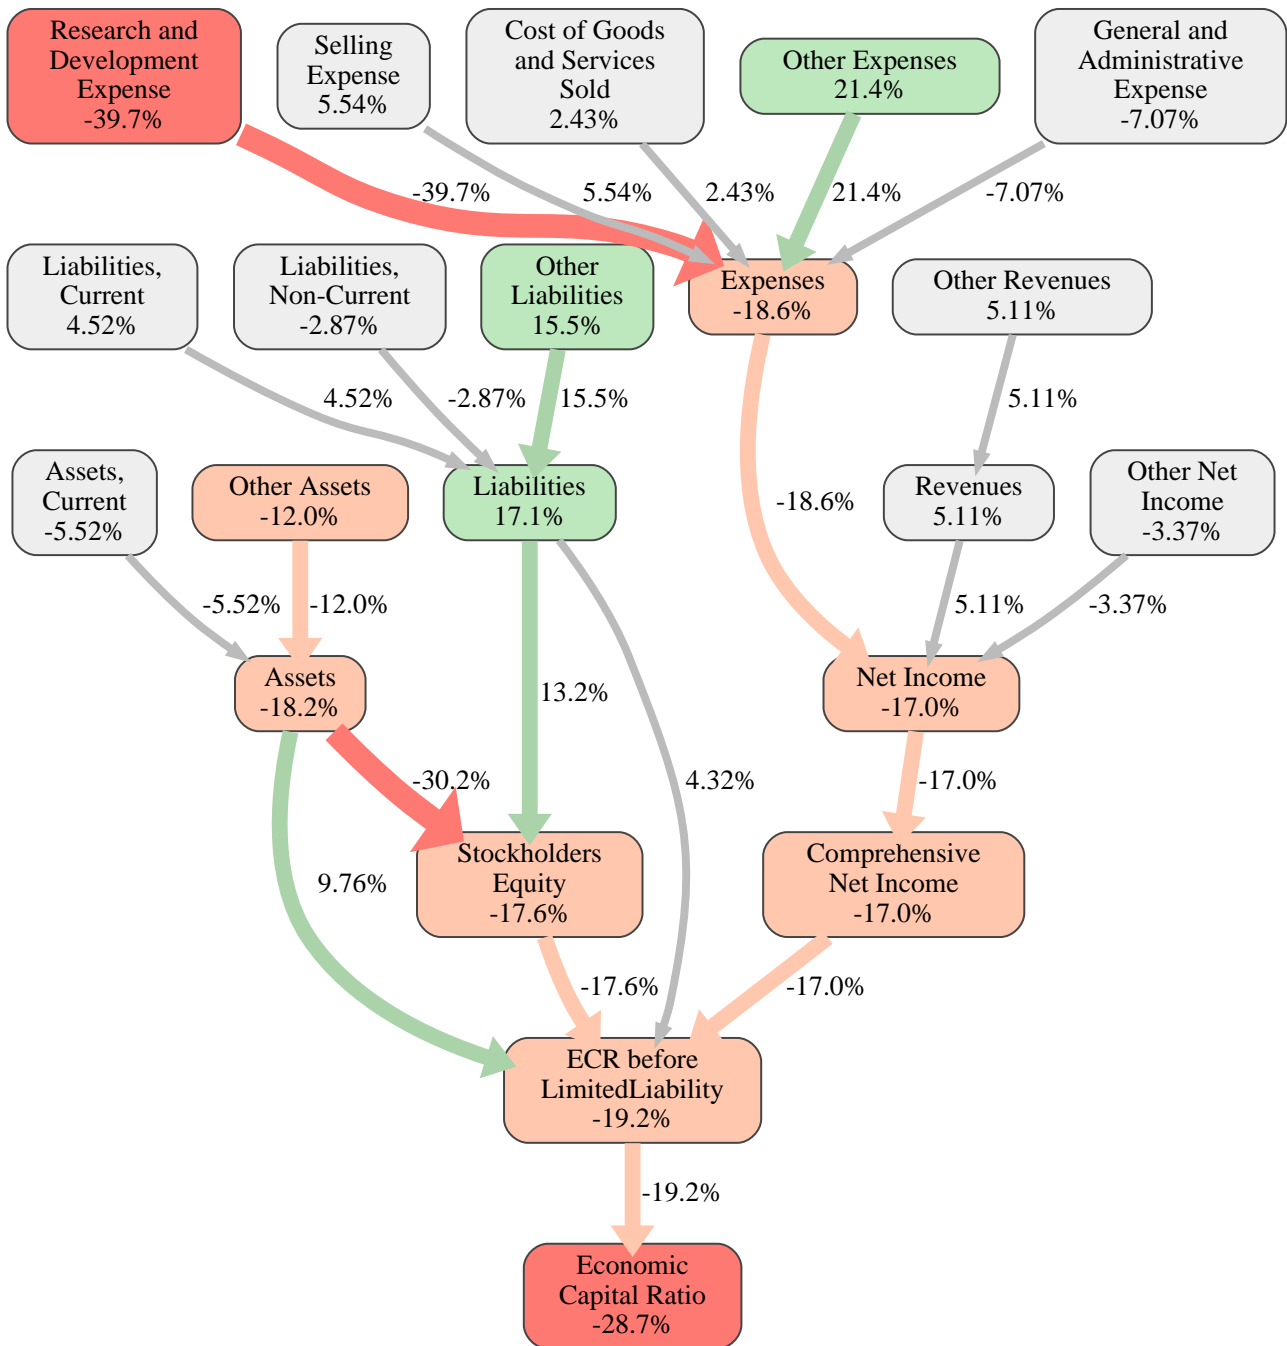 Research and
Development
Expense
-39.7%
Selling
Expense
5.54%
Cost of Goods
and Services
Sold
2.43%
Other Expenses
21.4%
General and
Administrative
Expense
-7.07%
-39.7%
5.54%
2.43%
21.4%
-7.07%
Liabilities,
Current
4.52%
Liabilities,
Non-Current
-2.87%
Other
Liabilities
15.5%
Expenses
-18.6%
Other Revenues
5.11%
4.52%
-2.87%
15.5%
5.11%
Assets,
Current
-5.52%
Other Assets
-12.0%
Liabilities
17.1%
-18.6%
Revenues
5.11%
Other Net
Income
-3.37%
-5.52%
-12.0%
5.11%
-3.37%
Assets
-18.2%
13.2%
Net Income
-17.0%
-30.2%
4.32%
-17.0%
9.76%
Stockholders
Equity
-17.6%
Comprehensive
Net Income
-17.0%
-17.6%
-17.0%
ECR before
LimitedLiability
-19.2%
-19.2%
Economic
Capital Ratio
-28.7%